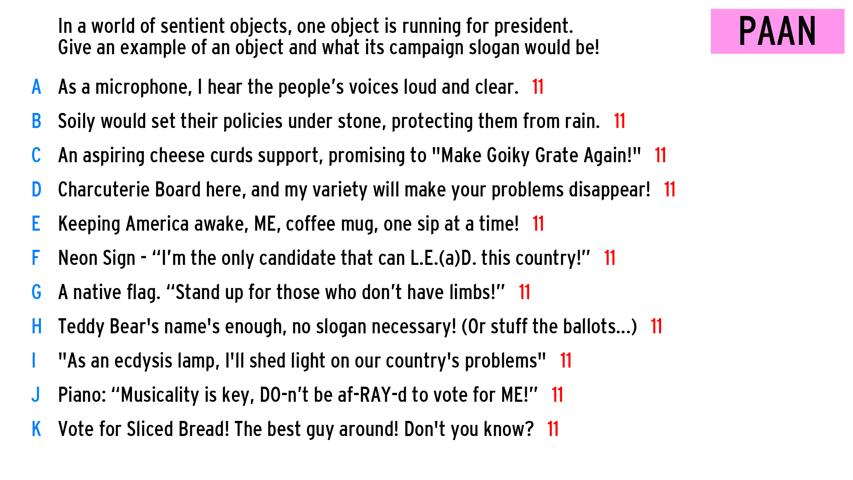 In a world of sentient objects, one object is running for president.
Give an example of an object and what its campaign slogan would be!
PAAN
A As a microphone, I hear the people’s voices loud and clear. 11
B Soily would set their policies under stone, protecting them from rain. 11
C An aspiring cheese curds support, promising to "Make Goiky Grate Again!" 11
D Charcuterie Board here, and my variety will make your problems disappear! 11
E Keeping America awake, ME, coffee mug, one sip at a time! 11
F Neon Sign - “I’m the only candidate that can L.E.(a)D. this country!” 11
G A native flag. “Stand up for those who don’t have limbs!” 11
H Teddy Bear's name's enough, no slogan necessary! (Or stuff the ballots...) 11
I "As an ecdysis lamp, I'll shed light on our country's problems" 11
J Piano: “Musicality is key, DO-n’t be af-RAY-d to vote for ME!” 11
K Vote for Sliced Bread! The best guy around! Don't you know? 11